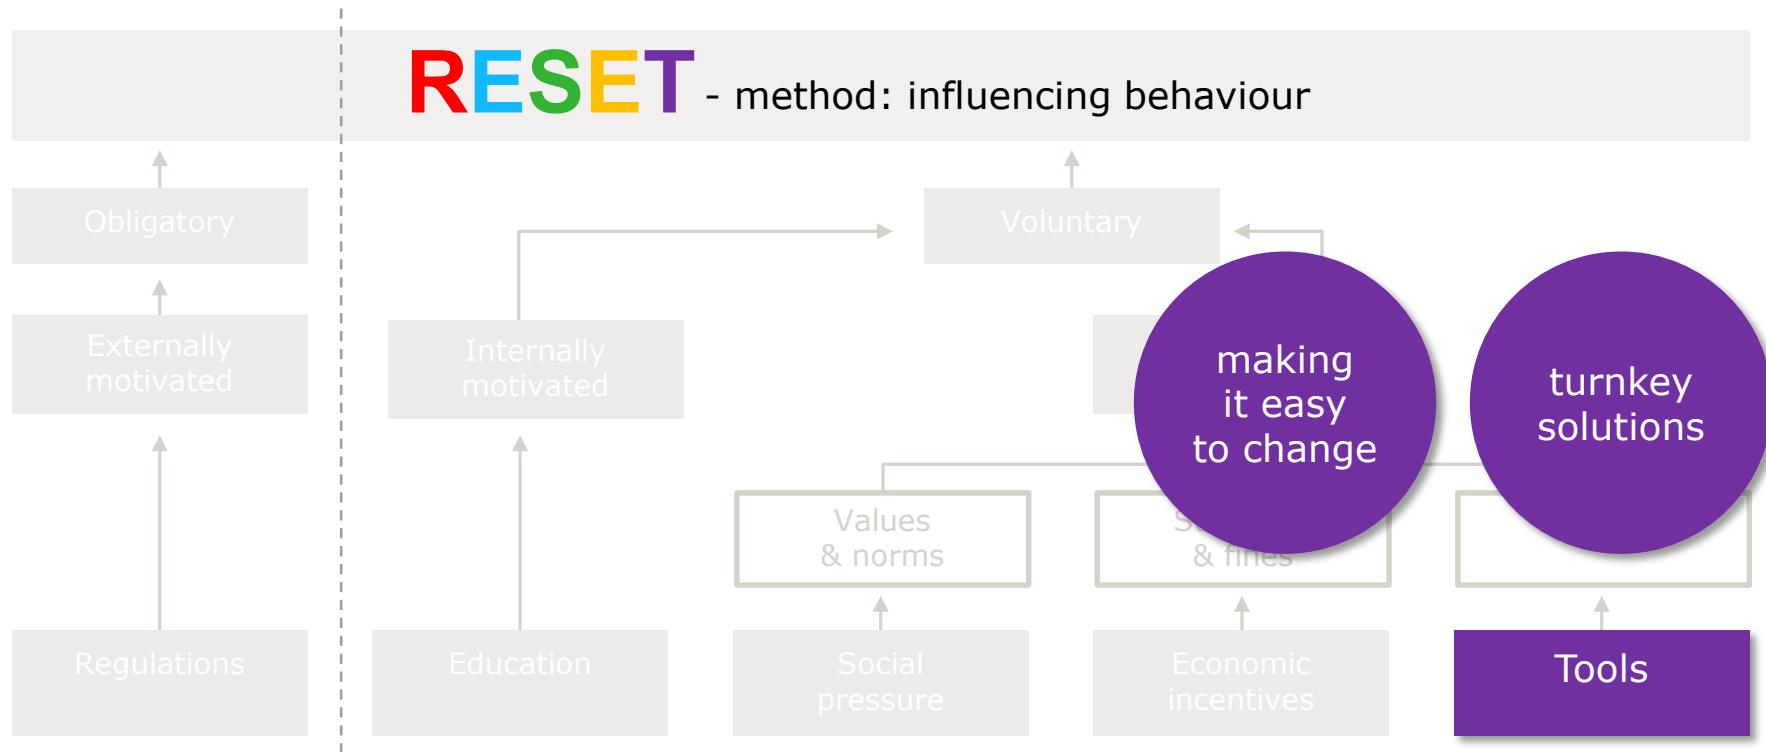 RESET - method: influencing behaviour
Obligatory
Voluntary
Externally
motivated
Internally
motivated
making
it easy
to change
turnkey
solutions
Values
& norms
& fines
Regulations
Education
Social
pressure
Economic
incentives
Tools